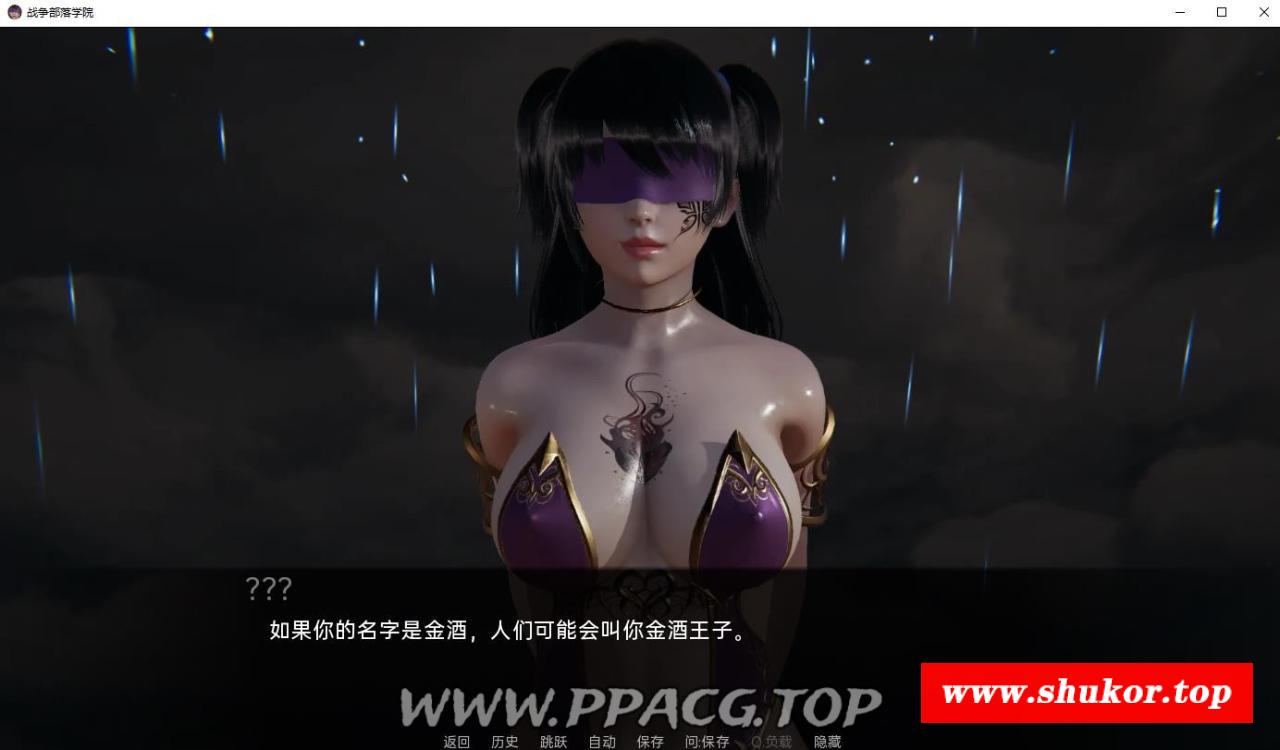 战争部落学院
???
如果你的名字是金酒，人们可能会叫你金酒王子。
www.shukor.top
WWW.PPACG.TOP
返回 历史 跳跃 自动 保存 问:保存 Q.负载 隐藏